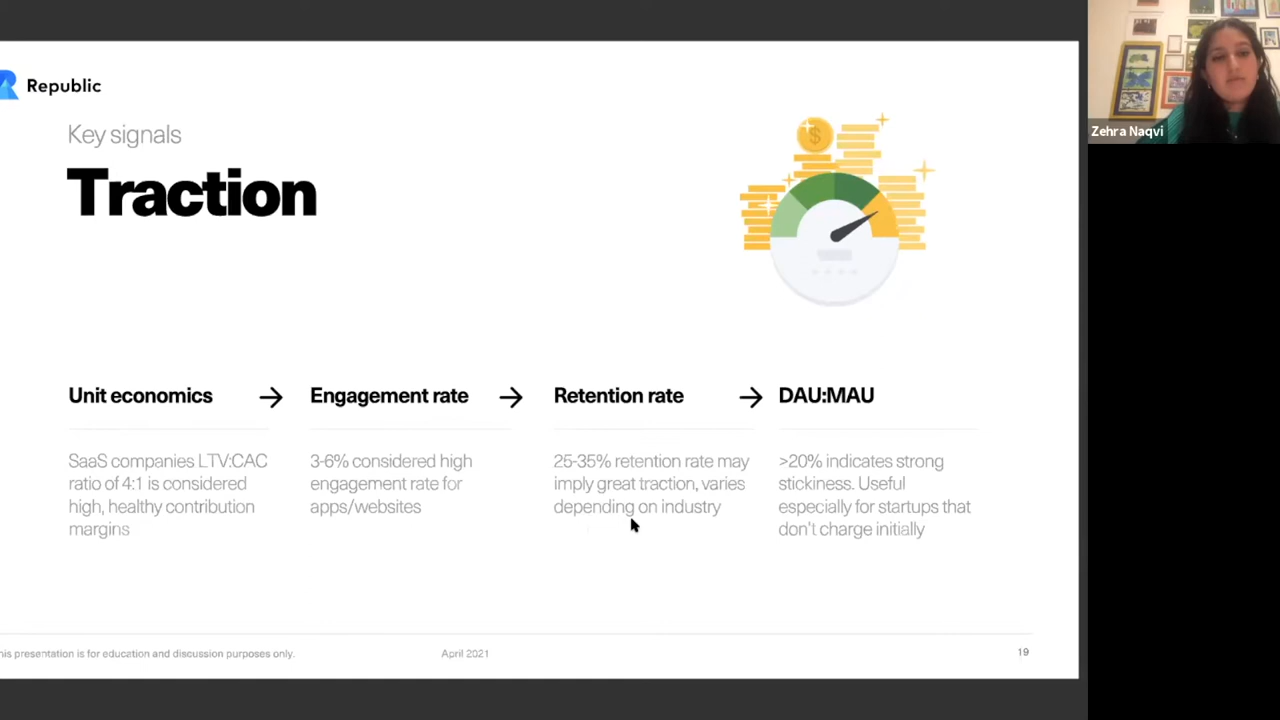 Republic
Key signals
Traction
$
Unit economics
Engagement rate
Retention rate
DAU:MAU
SaaS companies LTV:CAC
ratio of 4:1 is considered
high, healthy contribution
margins
3-6% considered high
engagement rate for
apps/websites
25-35% retention rate may
imply great traction, varies
depending on industry
>20% indicates strong
stickiness. Useful
especially for startups that
don't charge initially
his presentation is for education and discussion purposes only.
April 2021
19
Zehra Naqvi